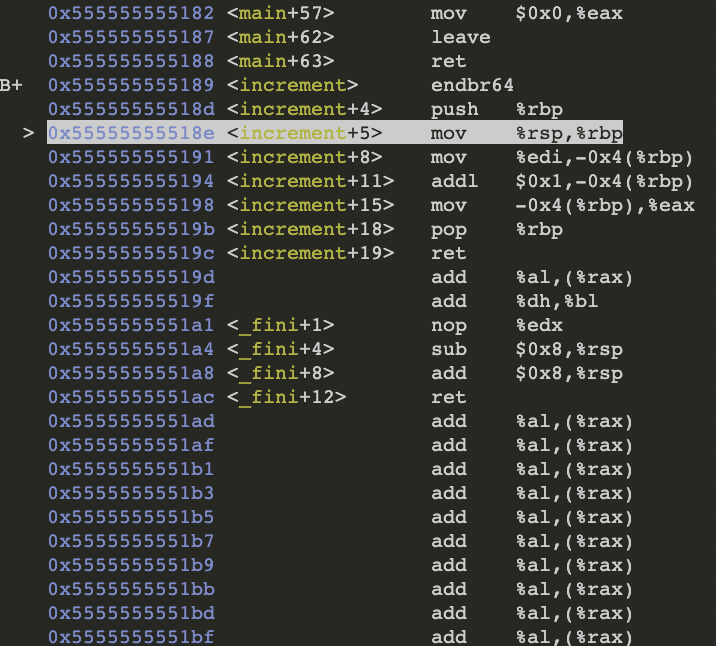 0x555555555182 <main+57> mov $0x0,%eax
0x555555555187 <main+62> leave
0x555555555188 <main+63> ret
B+ 0x555555555189 <increment> endbr64
0x55555555518d <increment+4> push %rbp
> 0x55555555518e <increment+5> mov %rsp,%rbp
0x555555555191 <increment+8> mov %edi,-0x4(%rbp)
0x555555555194 <increment+11> addl $0x1,-0x4(%rbp)
0x555555555198 <increment+15> mov -0x4(%rbp),%eax
0x55555555519b <increment+18> pop %rbp
0x55555555519c <increment+19> ret
0x55555555519d add %al,(%rax)
0x55555555519f add %dh,%bl
0x5555555551a1 <_fini+1> nop %edx
0x5555555551a4 <_fini+4> sub $0x8,%rsp
0x5555555551a8 <_fini+8> add $0x8,%rsp
0x5555555551ac <_fini+12> ret
0x5555555551ad add %al,(%rax)
0x5555555551af add %al,(%rax)
0x5555555551b1 add %al,(%rax)
0x5555555551b3 add %al,(%rax)
0x5555555551b5 add %al,(%rax)
0x5555555551b7 add %al,(%rax)
0x5555555551b9 add %al,(%rax)
0x5555555551bb add %al,(%rax)
0x5555555551bd add %al,(%rax)
0x5555555551bf add %al,(%rax)